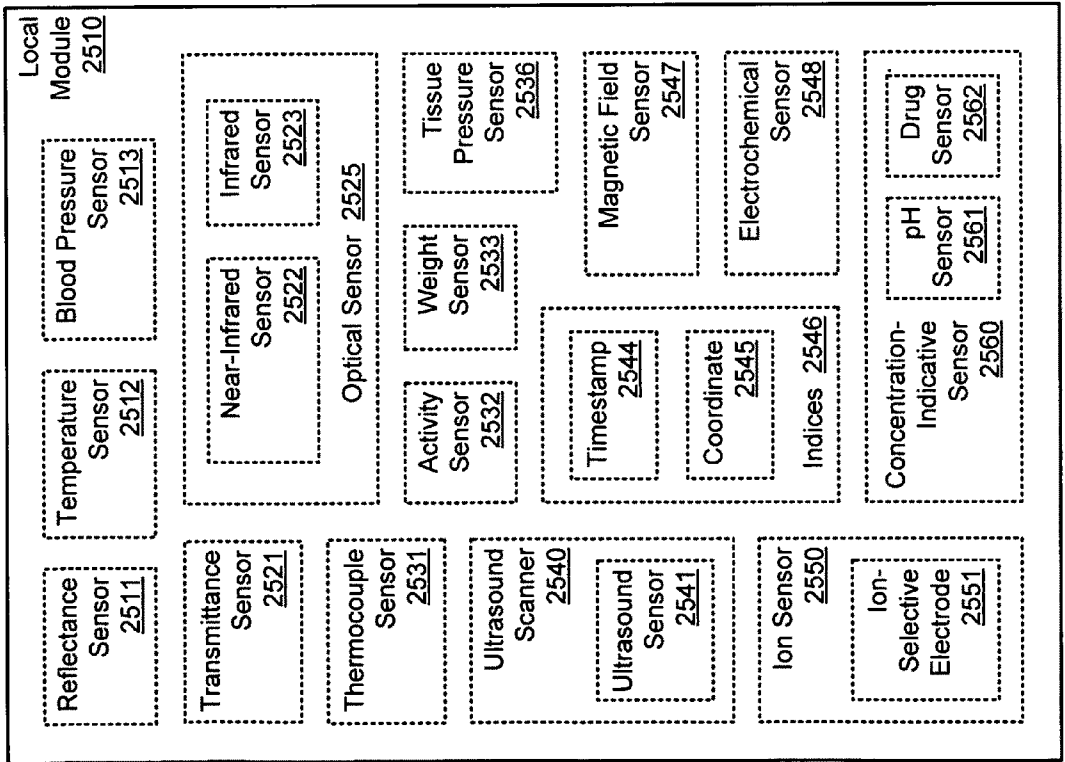 Local
Module
2510
Reflectance
Sensor
2511
Temperature
Sensor
2512
Blood Pressure
Sensor
2513
Transmittance
Sensor
2521
Near-Infrared
Sensor
2522
Infrared
Sensor
2523
Optical Sensor 2525
Thermocouple
Sensor
2531
Activity
Sensor
2532
Weight
Sensor
2533
Tissue
Pressure
Sensor
2536
Ultrasound
Scanner
2540
Ultrasound
Sensor
2541
Timestamp
2544
Coordinate
2545
Indices 2546
Magnetic Field
Sensor
2547
Electrochemical
Sensor
2548
Ion Sensor
2550
Ion-
Selective
Electrode
2551
Concentration-
Indicative
Sensor
2560
pH
Sensor
2561
Drug
Sensor
2562